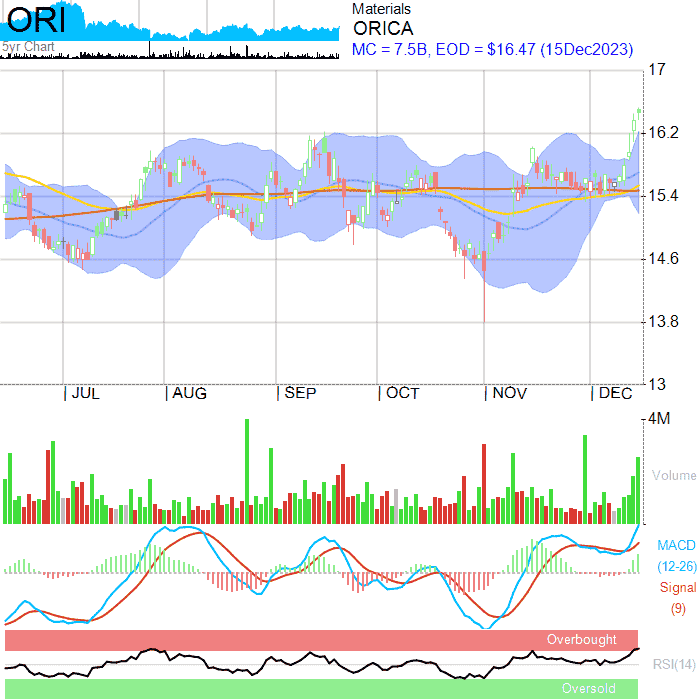 ORI
5yr Chart
Materials
ORICA
MC = 7.5B, EOD = $16.47 (15Dec2023)
17
16.2
15.4
14.6
13.8
13
JUL AUG SEP OCT NOV DEC
4M
Volume
MACD
(12-26)
Signal
(9)
Overbought
RSI(14)
Oversold